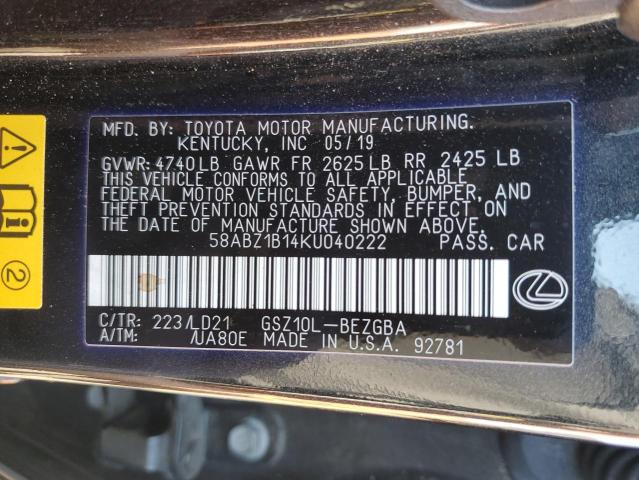 MFD. BY: TOYOTA MOTOR MANUFACTURING.
KENTUCKY, INC 05/19
GVWR: 4740LB GAWR FR 2625LB RR 2425 LB
THIS VEHICLE CONFORMS TO ALL APPLICABLE
FEDERAL MOTOR VEHICLE SAFETY, BUMPER, AND
THEFT PREVENTION STANDARDS IN EFFECT ON
THE DATE OF MANUFACTURE SHOWN ABOVE.
58ABZ1B14KU040222 PASS. CAR
C/TR: 223/LD21 GSZ10L-BEZGBA
A/TM: /UA80E MADE IN U.S.A. 92781
2